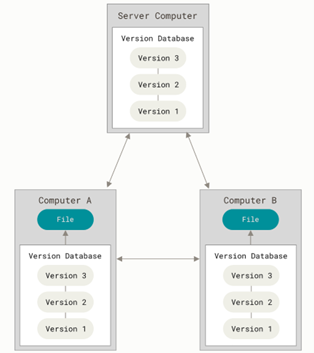 Server Computer
Version Database
Version 3
Version 2
Version 1
Computer A
File
Version Database
Version 3
Version 2
Version 1
Computer B
File
Version Database
Version 3
Version 2
Version 1